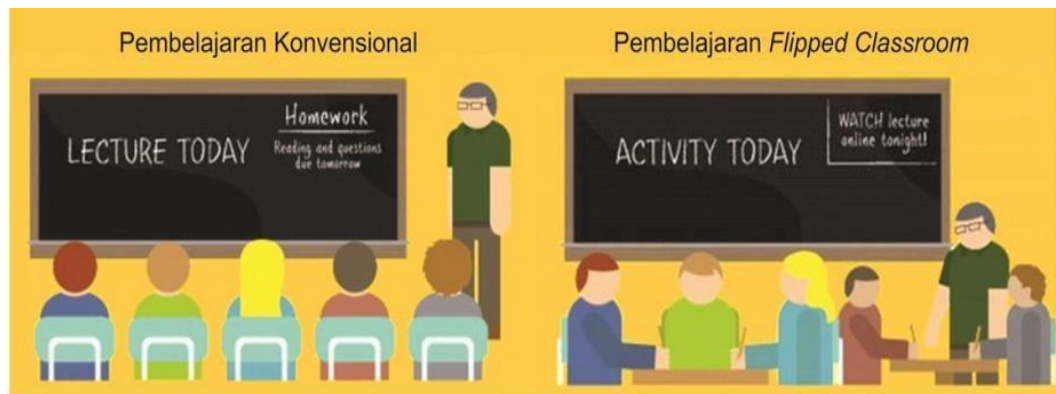 Pembelajaran Konvensional
LECTURE TODAY
Homework
Reading and questions
due tomorrow
Pembelajaran Flipped Classroom
ACTIVITY TODAY
WATCH lecture
online tonight!